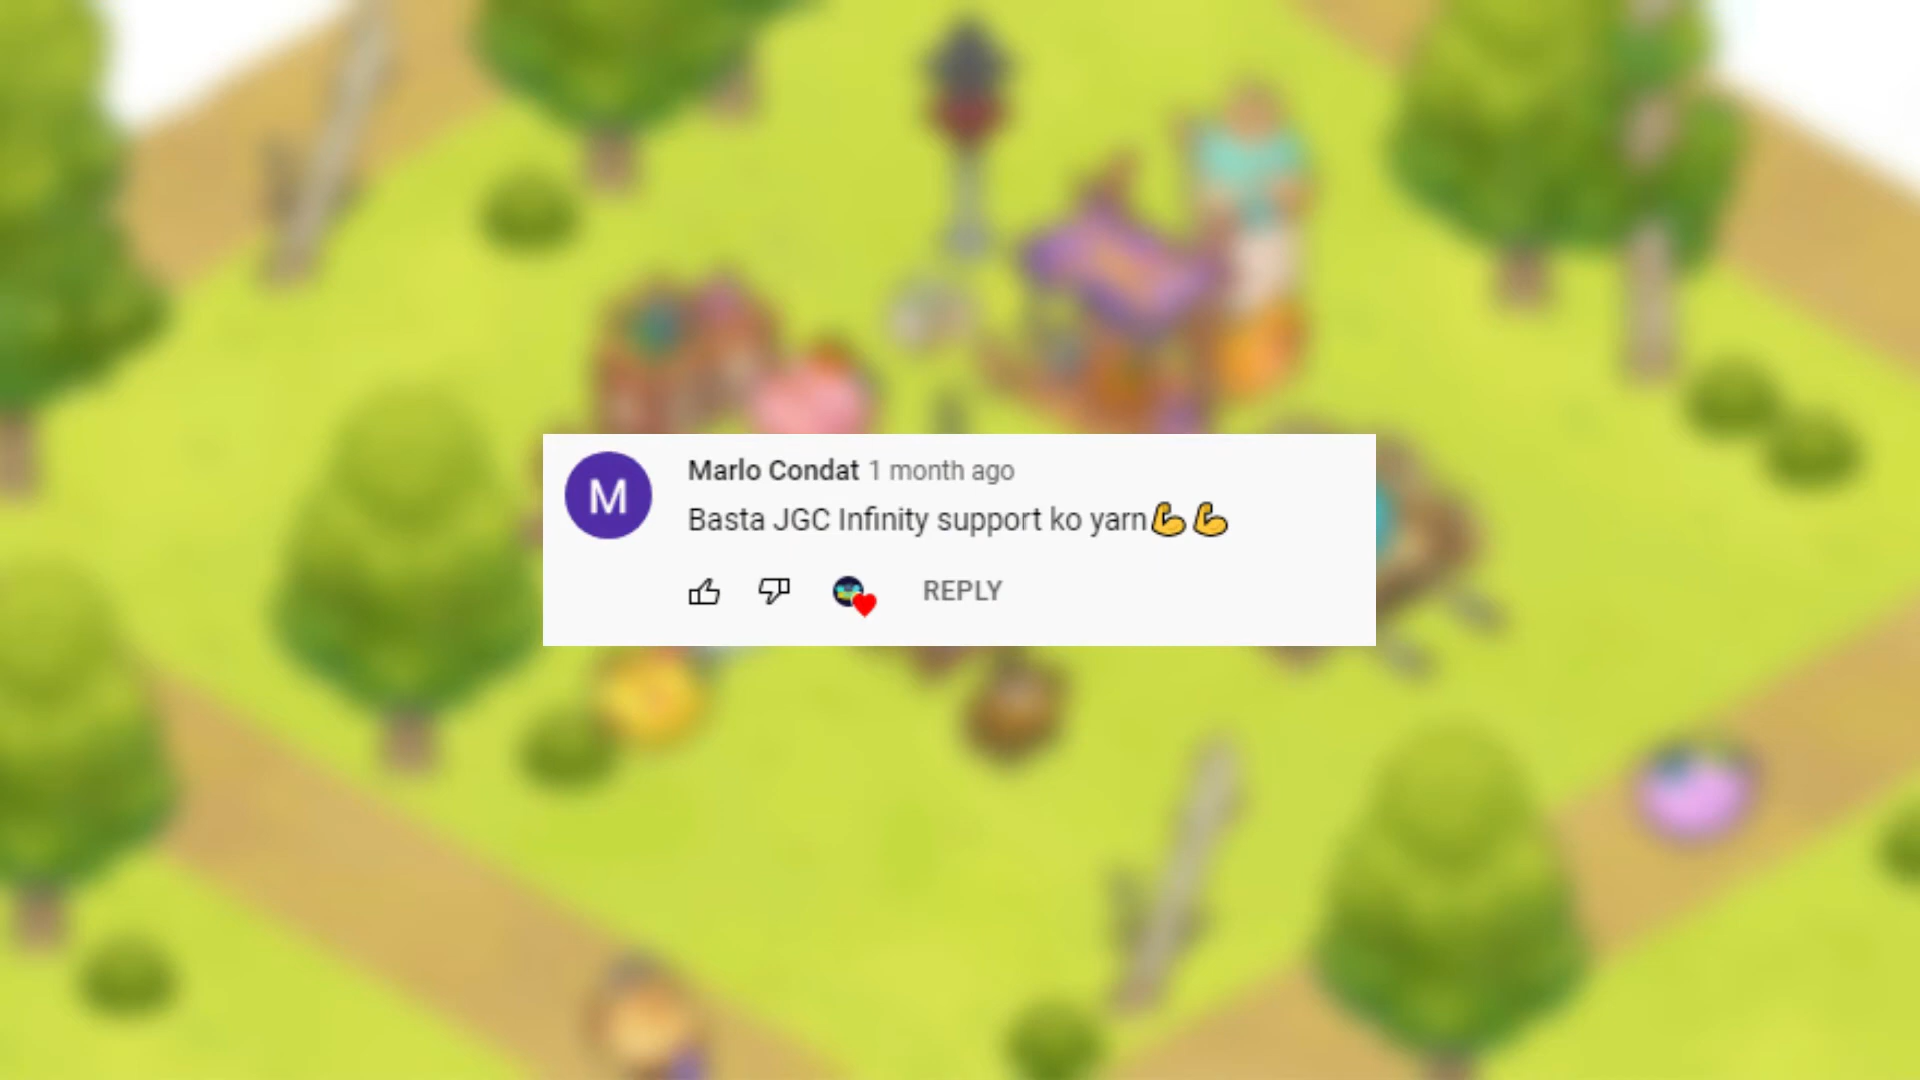 M
Marlo Condat 1 month ago
Basta JGC Infinity support ko yarn💪💪
REPLY